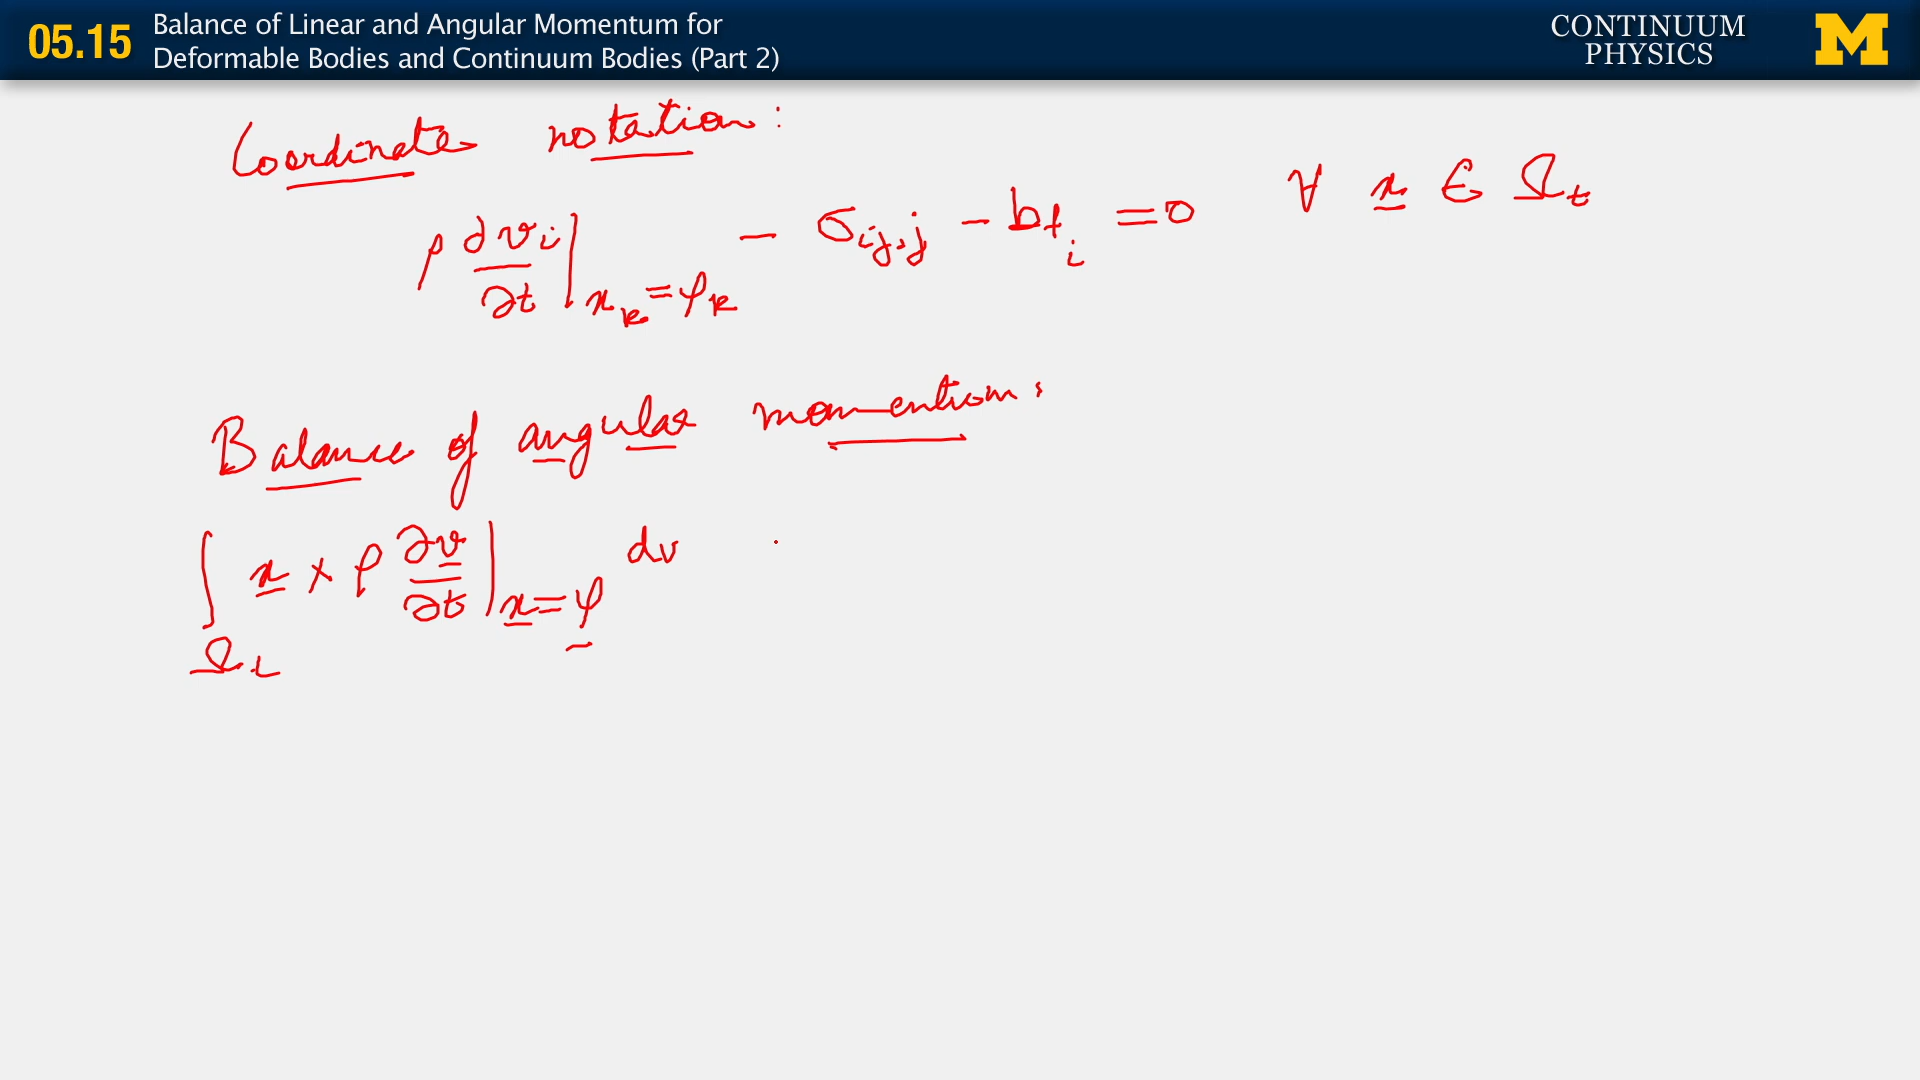 05.15 Balance of Linear and Angular Momentum for
Deformable Bodies and Continuum Bodies (Part 2)
CONTINUUM
PHYSICS
M
Coordinate notation:
ρ ∂v_i/∂t |_{x_k=φ_k} − σ_{ij,j} − bf_i = 0 ∀ x ∈ Ω_t
Balance of angular momentum:
∫_{Ω_t} x × ρ ∂v/∂t |_{x=φ} dv